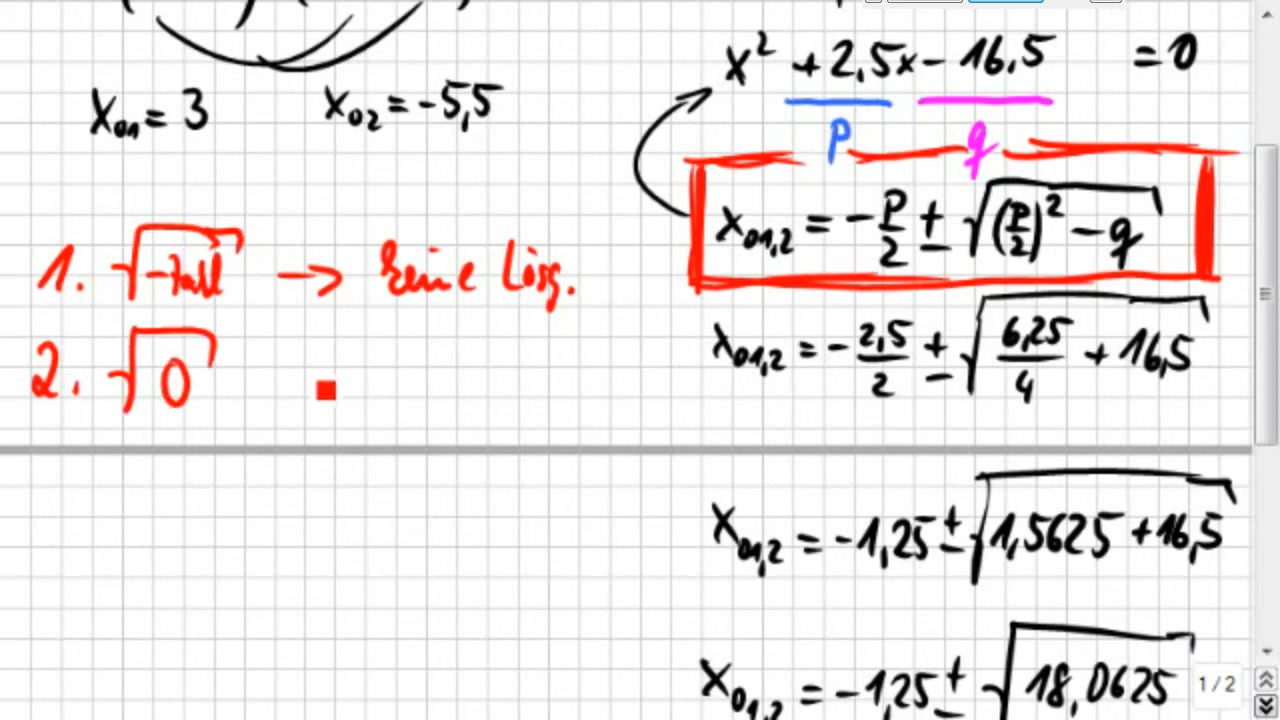 x₀₁ = 3    x₀₂ = -5,5
1. √-Zahl → keine Lösg.
2. √0
x² + 2,5x - 16,5 = 0
p    q
x₀₁,₂ = -p/2 ± √((p/2)² - q)
x₀₁,₂ = - 2,5/2 ± √(6,25/4 + 16,5)
x₀₁,₂ = -1,25 ± √(1,5625 + 16,5)
x₀₁,₂ = -1,25 ± √18,0625
1/2